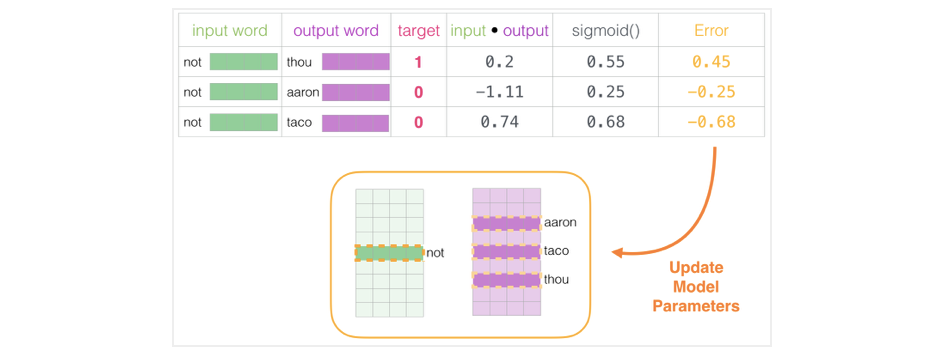 input word output word target input • output sigmoid() Error
not thou 1 0.2 0.55 0.45
not aaron 0 -1.11 0.25 -0.25
not taco 0 0.74 0.68 -0.68
aaron
not taco
thou
Update
Model
Parameters